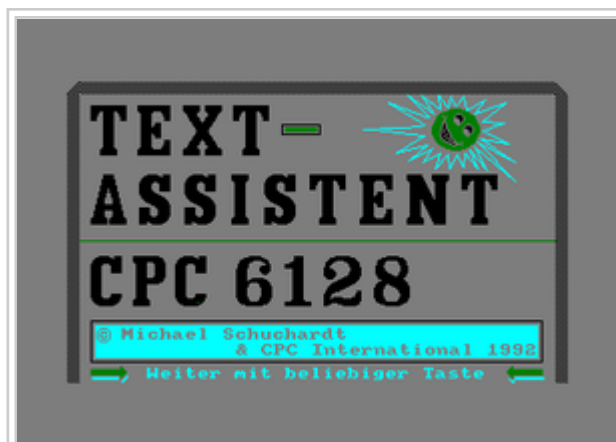 TEXT-
ASSISTENT
CPC 6128
© Michael Schuchardt
& CPC International 1992
Weiter mit beliebiger Taste